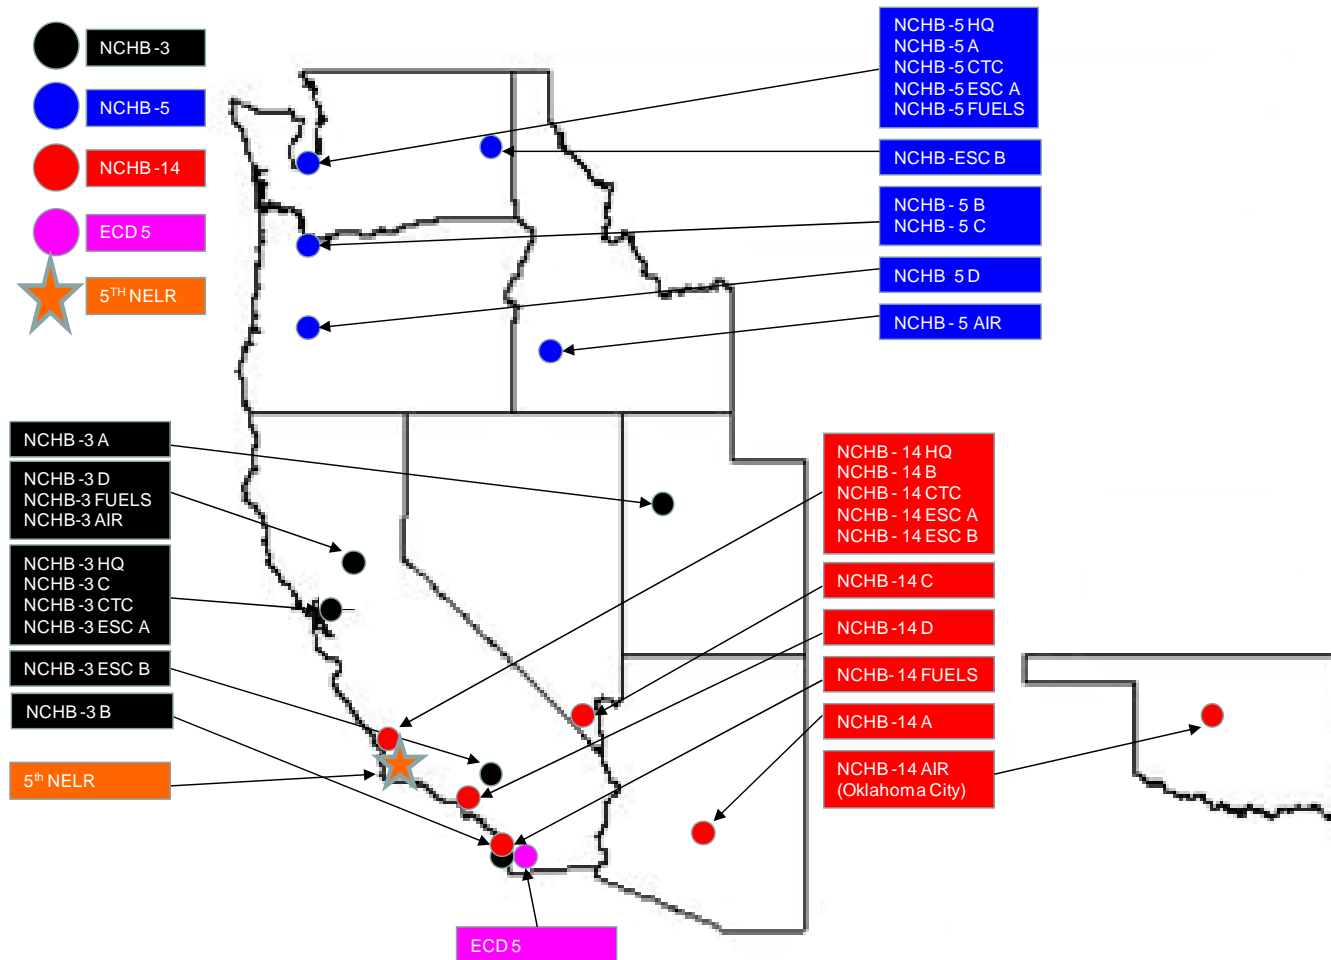 NCHB -3
NCHB -5
NCHB -14
ECD 5
5TH NELR
NCHB -5 HQ
NCHB -5 A
NCHB -5 CTC
NCHB -5 ESC A
NCHB -5 FUELS
NCHB -ESC B
NCHB - 5 B
NCHB - 5 C
NCHB 5 D
NCHB - 5 AIR
NCHB -3 A
NCHB -3 D
NCHB-3 FUELS
NCHB -3 AIR
NCHB -3 HQ
NCHB -3 C
NCHB -3 CTC
NCHB -3 ESC A
NCHB -3 ESC B
NCHB -3 B
5th NELR
NCHB - 14 HQ
NCHB - 14 B
NCHB - 14 CTC
NCHB - 14 ESC A
NCHB - 14 ESC B
NCHB -14 C
NCHB -14 D
NCHB - 14 FUELS
NCHB -14 A
NCHB -14 AIR
(Oklahoma City)
ECD 5